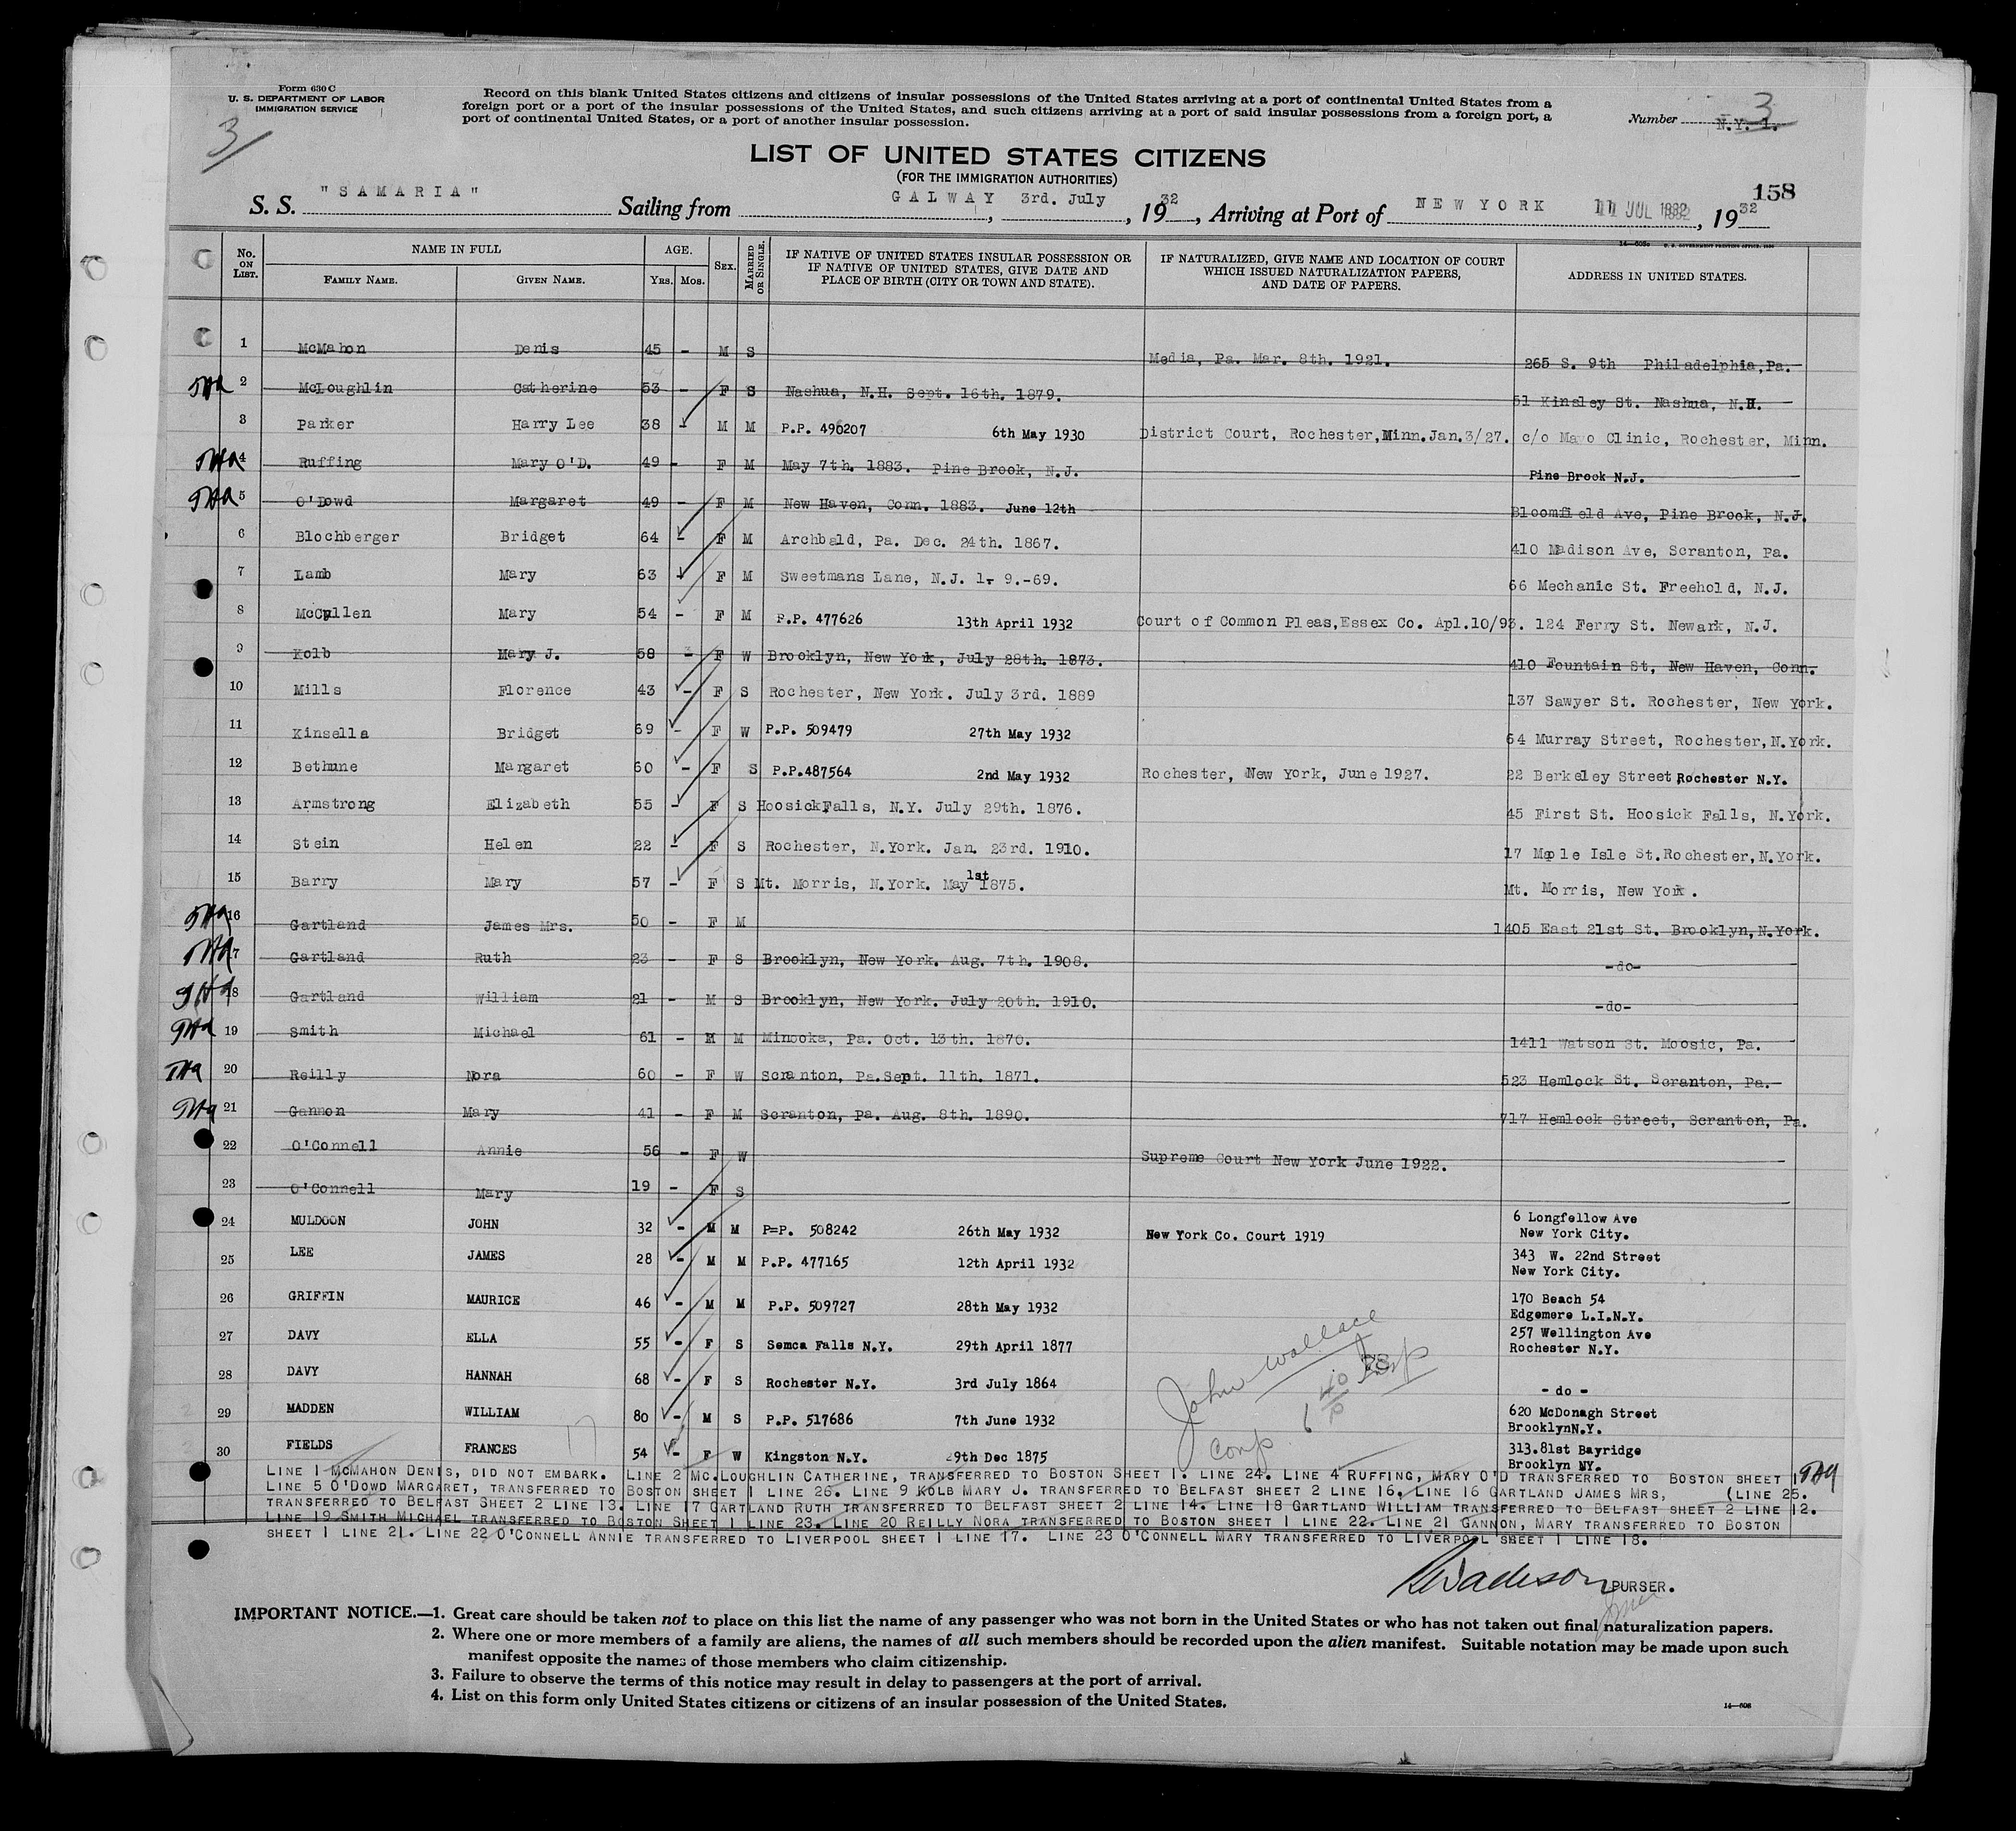 Form 630 C
U. S. DEPARTMENT OF LABOR
IMMIGRATION SERVICE
3
Record on this blank United States citizens and citizens of insular possessions of the United States arriving at a port of continental United States from a
foreign port or a port of the insular possessions of the United States, and such citizens arriving at a port of said insular possessions from a foreign port, a
port of continental United States, or a port of another insular possession.
Number N.Y. 1. 3
LIST OF UNITED STATES CITIZENS
(FOR THE IMMIGRATION AUTHORITIES)
158
S. S. "SAMARIA" Sailing from GALWAY 3rd. July, 1932, Arriving at Port of NEW YORK 11 JUL 1932, 1932
No. ON LIST. NAME IN FULL FAMILY NAME. GIVEN NAME. AGE. YRS. MOS. SEX. MARRIED OR SINGLE. IF NATIVE OF UNITED STATES INSULAR POSSESSION OR IF NATIVE OF UNITED STATES, GIVE DATE AND PLACE OF BIRTH (CITY OR TOWN AND STATE). IF NATURALIZED, GIVE NAME AND LOCATION OF COURT WHICH ISSUED NATURALIZATION PAPERS, AND DATE OF PAPERS. ADDRESS IN UNITED STATES.
1 McMahon Denis 45 - M S Media, Pa. Mar. 8th. 1921. 265 S. 9th Philadelphia, Pa.
2 McLoughlin Catherine 53 - F S Nashua, N.H. Sept. 16th. 1879. 51 Kinsley St. Nashua, N.H.
3 Parker Harry Lee 38 - M M P.P. 490207 6th May 1930 District Court, Rochester, Minn. Jan. 3/27. c/o Mayo Clinic, Rochester, Minn.
4 Ruffing Mary O'D. 49 - F M May 7th. 1883. Pine Brook, N.J. Pine Brook N.J.
5 O'Dowd Margaret 49 - F M New Haven, Conn. 1883. June 12th Bloomfield Ave, Pine Brook, N.J.
6 Blochberger Bridget 64 - F M Archbald, Pa. Dec. 24th. 1867. 410 Madison Ave, Scranton, Pa.
7 Lamb Mary 63 - F M Sweetmans Lane, N.J. 1- 9.-69. 66 Mechanic St. Freehold, N.J.
8 McCullen Mary 54 - F M P.P. 477626 13th April 1932 Court of Common Pleas, Essex Co. Apl.10/93. 124 Ferry St. Newark, N.J.
9 Kolb Mary J. 58 - F W Brooklyn, New York, July 28th. 1873. 410 Fountain St, New Haven, Conn.
10 Mills Florence 43 - F S Rochester, New York. July 3rd. 1889 137 Sawyer St. Rochester, New York.
11 Kinsella Bridget 69 - F W P.P. 509479 27th May 1932 64 Murray Street, Rochester, N.York.
12 Bethune Margaret 60 - F S P.P.487564 2nd May 1932 Rochester, New York, June 1927. 22 Berkeley Street Rochester N.Y.
13 Armstrong Elizabeth 55 - F S Hoosick Falls, N.Y. July 29th. 1876. 45 First St. Hoosick Falls, N.York.
14 Stein Helen 22 - F S Rochester, N.York. Jan. 23rd. 1910. 17 Maple Isle St. Rochester, N.York.
15 Barry Mary 57 - F S Mt. Morris, N.York. May 1st 1875. Mt. Morris, New York.
16 Gartland James Mrs. 50 - F M 1405 East 21st St. Brooklyn, N.York.
17 Gartland Ruth 23 - F S Brooklyn, New York. Aug. 7th. 1908. -do-
18 Gartland William 21 - M S Brooklyn, New York. July 20th. 1910. -do-
19 Smith Michael 61 - M M Minooka, Pa. Oct. 13th. 1870. 1411 Watson St. Moosic, Pa.
20 Reilly Nora 60 - F W Scranton, Pa. Sept. 11th. 1871. 523 Hemlock St. Scranton, Pa.
21 Gannon Mary 41 - F M Scranton, Pa. Aug. 8th. 1890. 717 Hemlock Street, Scranton, Pa.
22 O'Connell Annie 56 - F W Supreme Court New York June 1922.
23 O'Connell Mary 19 - F S
24 MULDOON JOHN 32 - M M P=P. 508242 26th May 1932 New York Co. Court 1919 6 Longfellow Ave New York City.
25 LEE JAMES 28 - M M P.P. 477165 12th April 1932 343 W. 22nd Street New York City.
26 GRIFFIN MAURICE 46 - M M P.P. 509727 28th May 1932 170 Beach 54 Edgemere L.I.N.Y.
27 DAVY ELLA 55 - F S Semca Falls N.Y. 29th April 1877 257 Wellington Ave Rochester N.Y.
28 DAVY HANNAH 68 - F S Rochester N.Y. 3rd July 1864 - do -
29 MADDEN WILLIAM 80 - M S P.P. 517686 7th June 1932 620 McDonagh Street Brooklyn N.Y.
30 FIELDS FRANCES 54 - F W Kingston N.Y. 29th Dec 1875 313.81st Bayridge Brooklyn NY.
John Wallace
LINE 1 MCMAHON DENIS, DID NOT EMBARK. LINE 2 MC.LOUGHLIN CATHERINE, TRANSFERRED TO BOSTON SHEET 1. LINE 24. LINE 4 RUFFING, MARY O'D TRANSFERRED TO BOSTON SHEET 1
LINE 5 O'DOWD MARGARET, TRANSFERRED TO BOSTON SHEET 1 LINE 26. LINE 9 KOLB MARY J. TRANSFERRED TO BELFAST SHEET 2 LINE 16. LINE 16 GARTLAND JAMES MRS, (LINE 25.
TRANSFERRED TO BELFAST SHEET 2 LINE 13. LINE 17 GARTLAND RUTH TRANSFERRED TO BELFAST SHEET 2 LINE 14. LINE 18 GARTLAND WILLIAM TRANSFERRED TO BELFAST SHEET 2 LINE 12.
LINE 19 SMITH MICHAEL TRANSFERRED TO BOSTON SHEET 1 LINE 23. LINE 20 REILLY NORA TRANSFERRED TO BOSTON SHEET 1 LINE 22. LINE 21 GANNON, MARY TRANSFERRED TO BOSTON
SHEET 1 LINE 21. LINE 22 O'CONNELL ANNIE TRANSFERRED TO LIVERPOOL SHEET 1 LINE 17. LINE 23 O'CONNELL MARY TRANSFERRED TO LIVERPOOL SHEET 1 LINE 18.
PURSER.
IMPORTANT NOTICE.—1. Great care should be taken not to place on this list the name of any passenger who was not born in the United States or who has not taken out final naturalization papers.
2. Where one or more members of a family are aliens, the names of all such members should be recorded upon the alien manifest. Suitable notation may be made upon such
manifest opposite the names of those members who claim citizenship.
3. Failure to observe the terms of this notice may result in delay to passengers at the port of arrival.
4. List on this form only United States citizens or citizens of an insular possession of the United States.